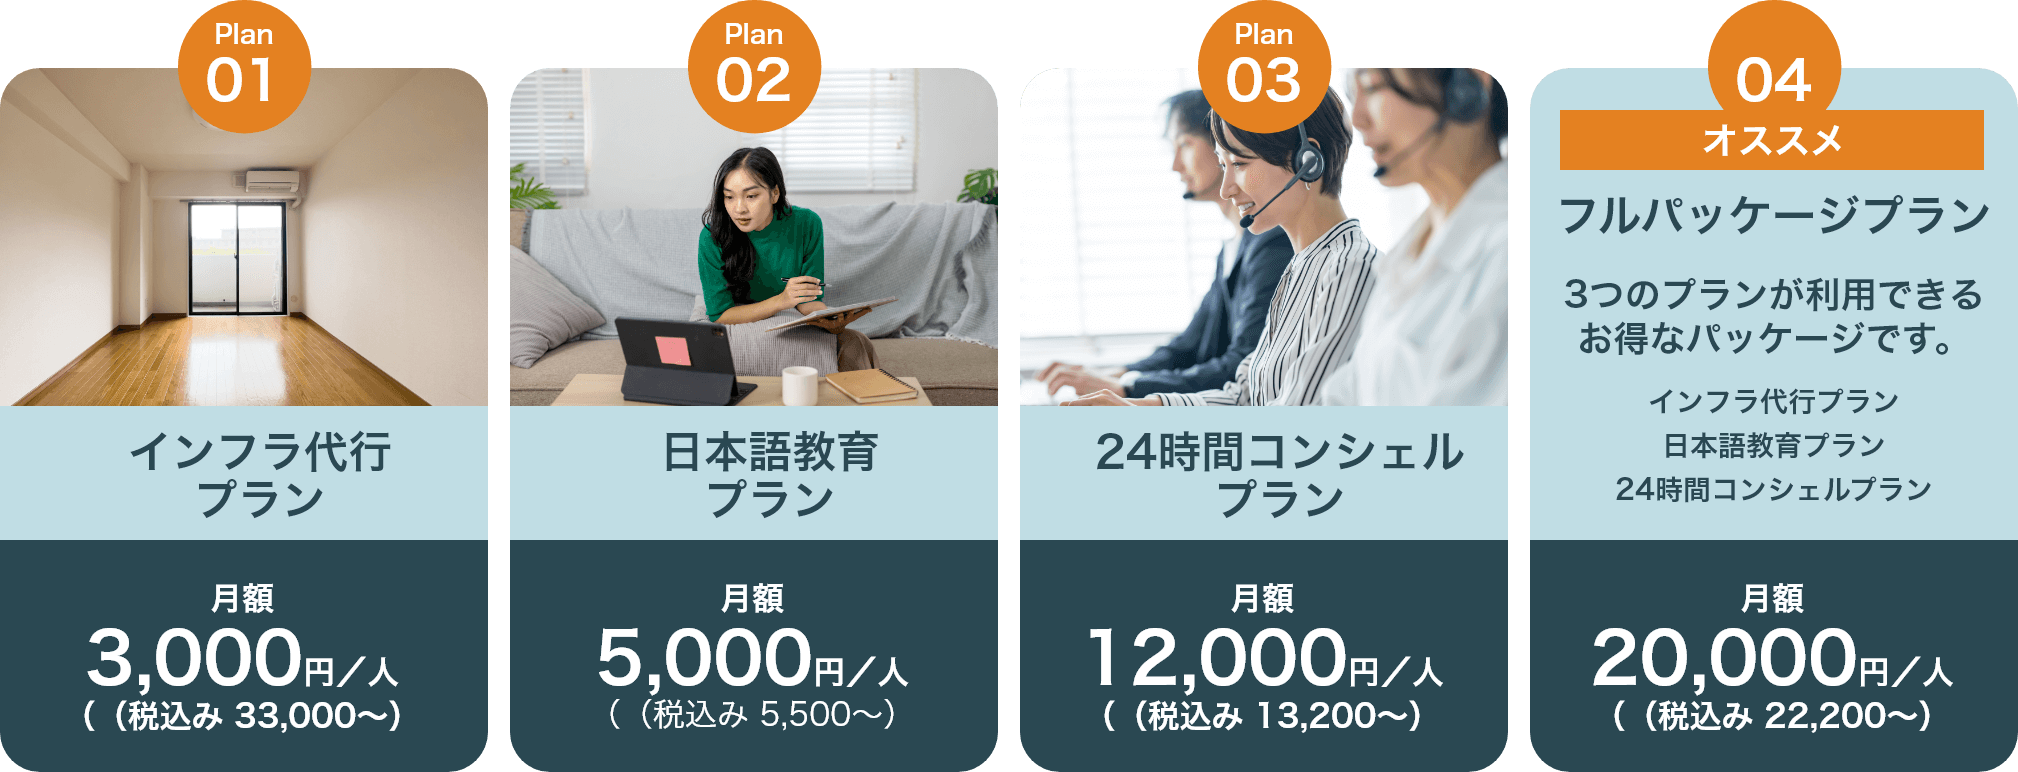 Plan
01
インフラ代行
プラン
月額
3,000円／人
（（税込み 33,000〜）
Plan
02
日本語教育
プラン
月額
5,000円／人
（（税込み 5,500〜）
Plan
03
24時間コンシェル
プラン
月額
12,000円／人
（（税込み 13,200〜）
04
オススメ
フルパッケージプラン
3つのプランが利用できる
お得なパッケージです。
インフラ代行プラン
日本語教育プラン
24時間コンシェルプラン
月額
20,000円／人
（（税込み 22,200〜）